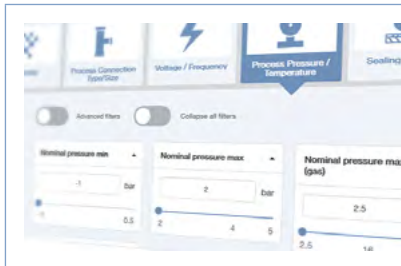 Process Connection
Type/Size
Voltage / Frequency
Process Pressure /
Temperature
Sealing
Advanced filters
Collapse all filters
Nominal pressure min
-1
bar
-1
0.5
Nominal pressure max
2
bar
2
4
5
Nominal pressure max
(gas)
2.5
2.5
16